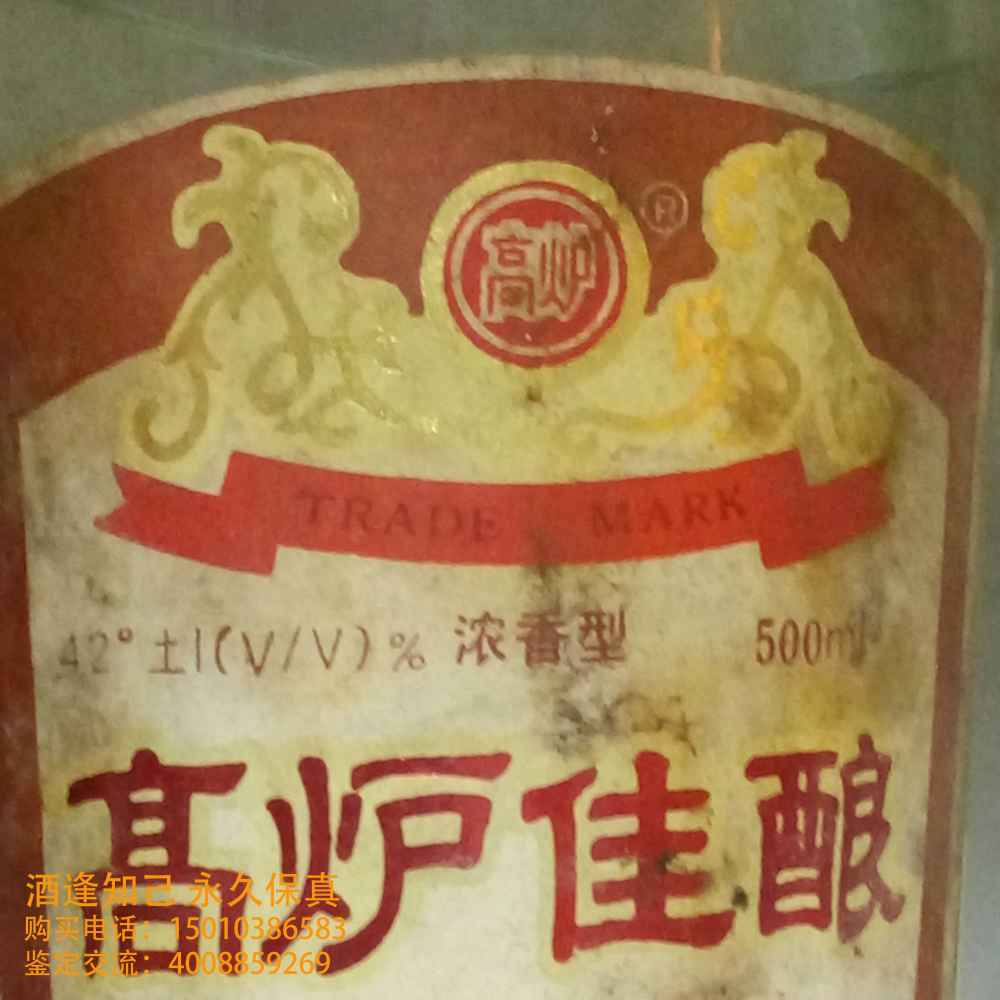 高炉
®
TRADE MARK
42° ±1(V/V)% 浓香型 500ml
高炉佳酿
酒逢知己 永久保真
购买电话：15010386583
鉴定交流：4008859269